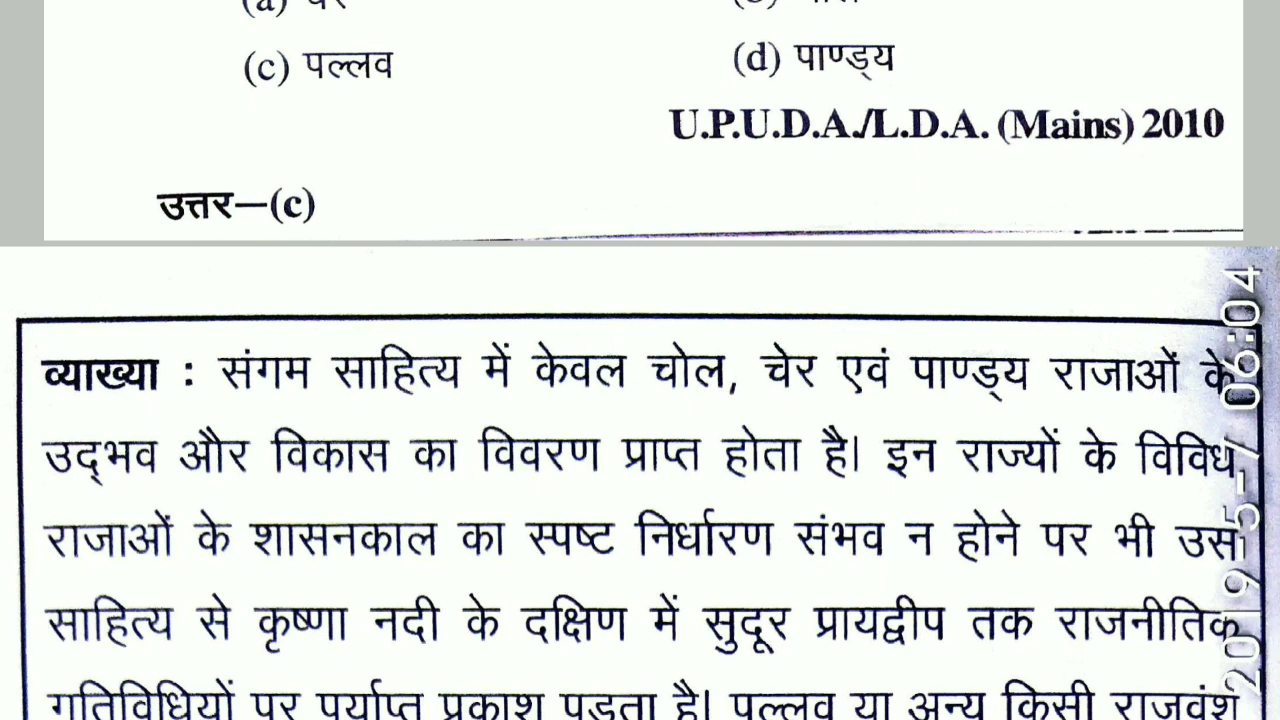 (a)
(c) पल्लव
(d) पाण्ड्य
U.P.U.D.A./L.D.A. (Mains) 2010
उत्तर—(c)
व्याख्या : संगम साहित्य में केवल चोल, चेर एवं पाण्ड्य राजाओं के
उद्भव और विकास का विवरण प्राप्त होता है। इन राज्यों के विविध
राजाओं के शासनकाल का स्पष्ट निर्धारण संभव न होने पर भी उस
साहित्य से कृष्णा नदी के दक्षिण में सुदूर प्रायद्वीप तक राजनीतिक
गतिविधियों पर पर्याप्त प्रकाश पड़ता है। पल्लव या अन्य किसी राजवंश
2019-5-7 06:04